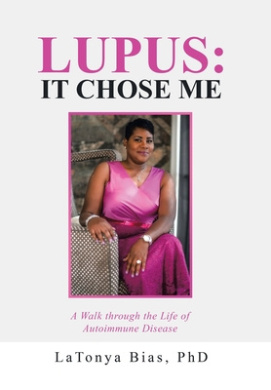 LUPUS:
IT CHOSE ME
A Walk through the Life of
Autoimmune Disease
LaTonya Bias, PhD